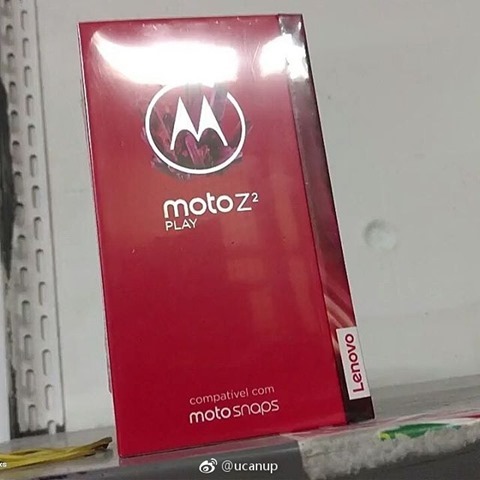 moto z²
PLAY
compatível com
moto snaps
Lenovo
@ucanup